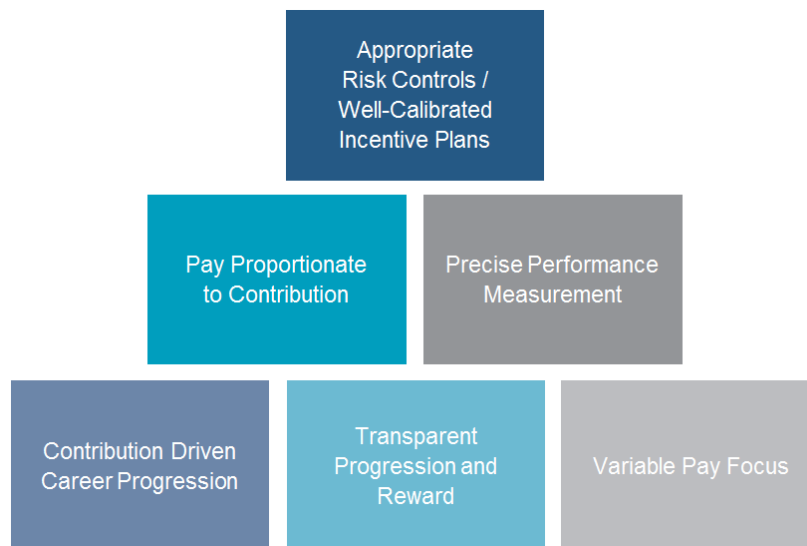 Appropriate
Risk Controls /
Well-Calibrated
Incentive Plans
Pay Proportionate
to Contribution
Precise Performance
Measurement
Contribution Driven
Career Progression
Transparent
Progression and
Reward
Variable Pay Focus